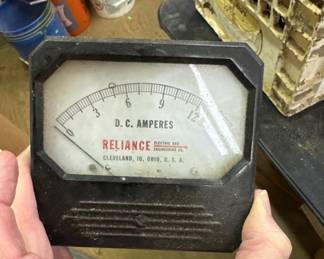 0 3 6 9 12
D.C. AMPERES
RELIANCE ELECTRIC AND
ENGINEERING CO.
CLEVELAND, 10, OHIO, U.S.A.